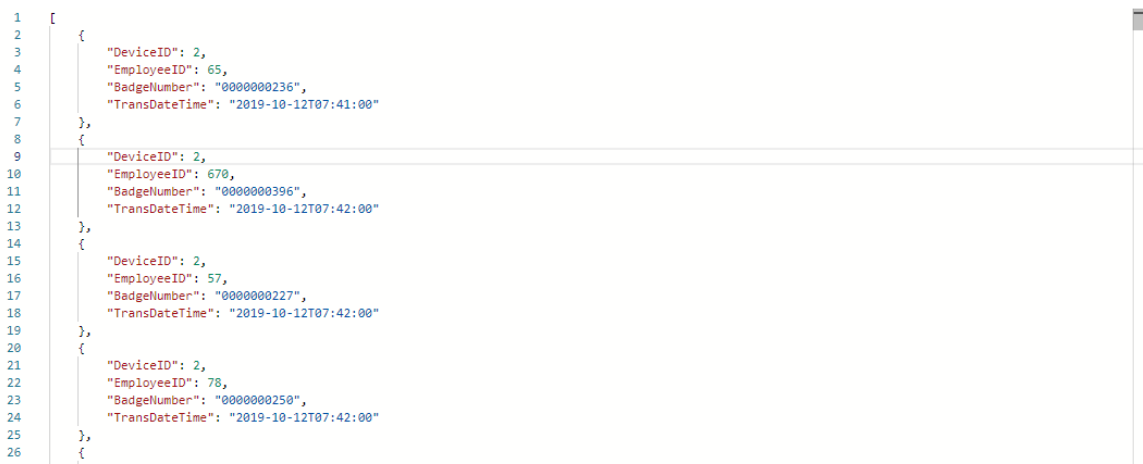 1 [
2 {
3 "DeviceID": 2,
4 "EmployeeID": 65,
5 "BadgeNumber": "0000000236",
6 "TransDateTime": "2019-10-12T07:41:00"
7 },
8 {
9 "DeviceID": 2,
10 "EmployeeID": 670,
11 "BadgeNumber": "0000000396",
12 "TransDateTime": "2019-10-12T07:42:00"
13 },
14 {
15 "DeviceID": 2,
16 "EmployeeID": 57,
17 "BadgeNumber": "0000000227",
18 "TransDateTime": "2019-10-12T07:42:00"
19 },
20 {
21 "DeviceID": 2,
22 "EmployeeID": 78,
23 "BadgeNumber": "0000000250",
24 "TransDateTime": "2019-10-12T07:42:00"
25 },
26 {